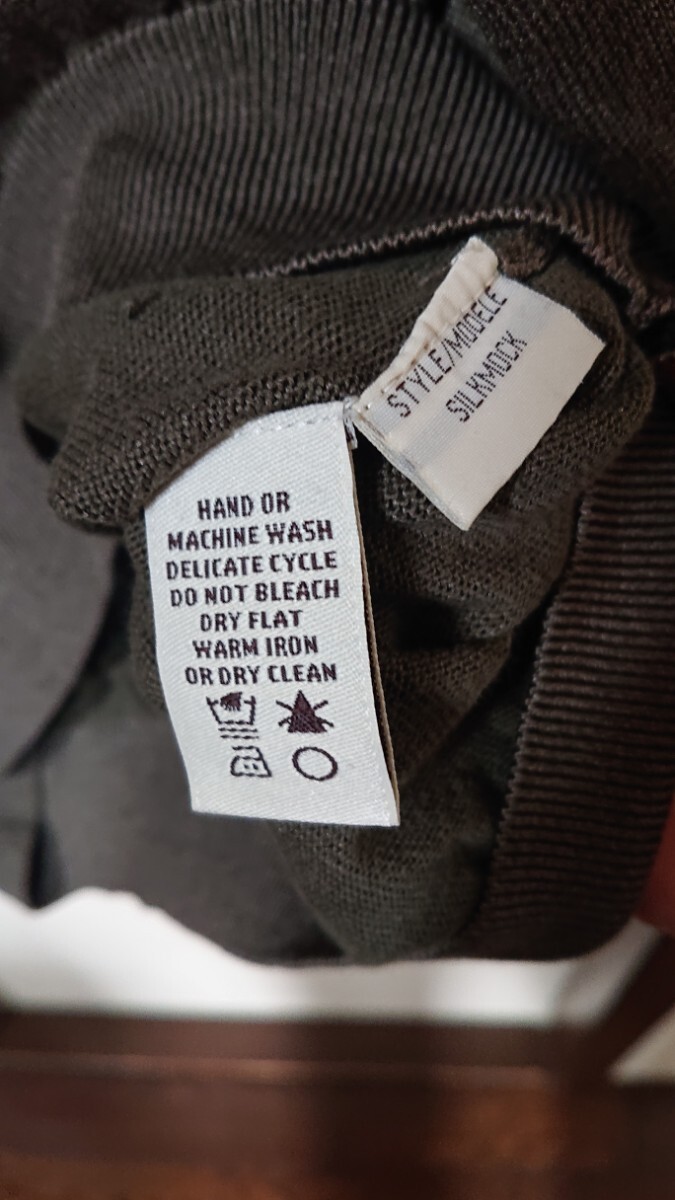 STYLE/MODELE
SILKMOCK
HAND OR
MACHINE WASH
DELICATE CYCLE
DO NOT BLEACH
DRY FLAT
WARM IRON
OR DRY CLEAN